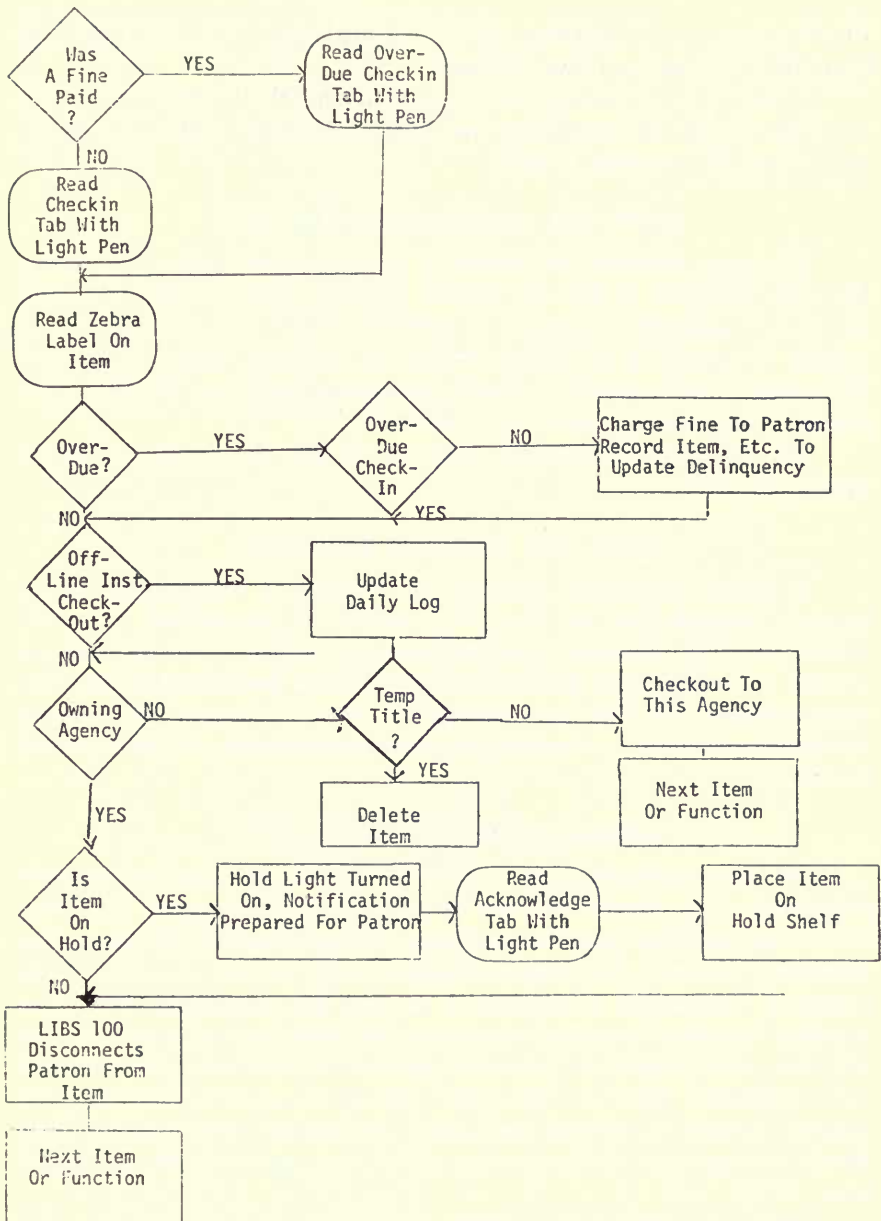 Was
A Fine
Paid
?
YES
Read Over-
Due Checkin
Tab With
Light Pen
NO
Read
Checkin
Tab With
Light Pen
Read Zebra
Label On
Item
Over-
Due?
YES
Over-
Due
Check-
In
NO
Charge Fine To Patron
Record Item, Etc. To
Update Delinquency
NO
YES
Off-
Line Inst
Check-
Out?
YES
Update
Daily Log
NO
Owning
Agency
NO
Temp
Title
?
NO
Checkout To
This Agency
YES
Delete
Item
Next Item
Or Function
YES
Is
Item
On
Hold?
YES
Hold Light Turned
On, Notification
Prepared For Patron
Read
Acknowledge
Tab With
Light Pen
Place Item
On
Hold Shelf
NO
LIBS 100
Disconnects
Patron From
Item
Next Item
Or Function